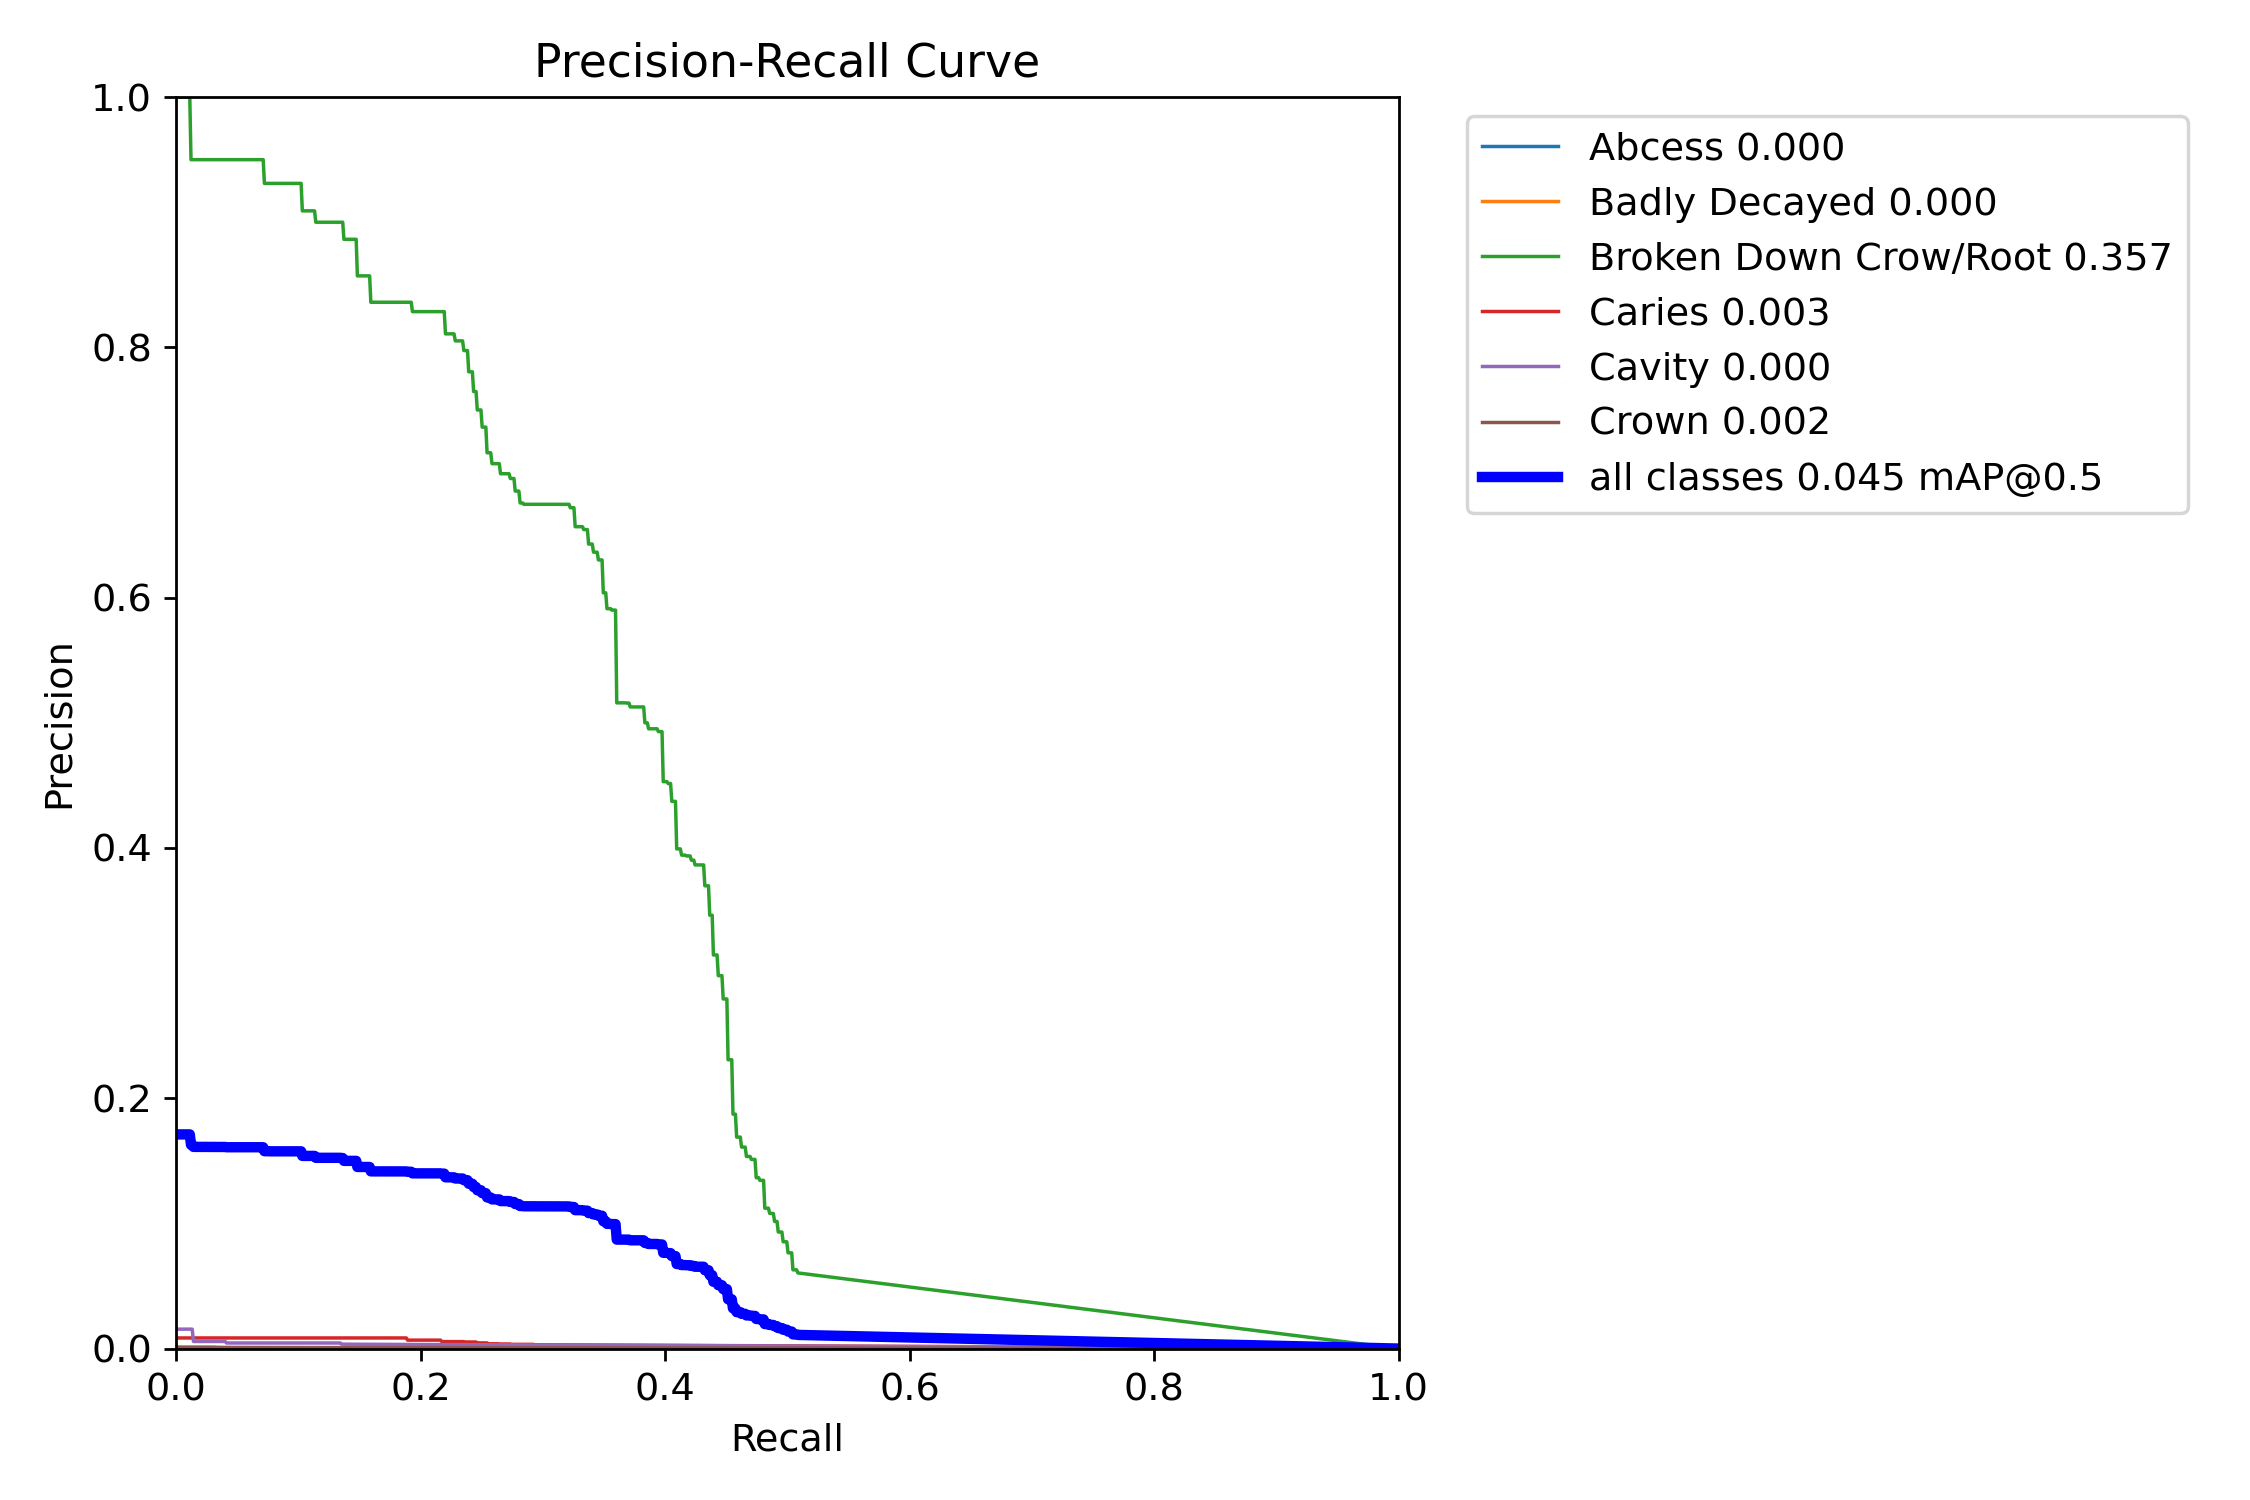 Precision-Recall Curve
1.0
0.8
0.6
0.4
0.2
0.0
Precision
0.0 0.2 0.4 0.6 0.8 1.0
Recall
Abcess 0.000
Badly Decayed 0.000
Broken Down Crow/Root 0.357
Caries 0.003
Cavity 0.000
Crown 0.002
all classes 0.045 mAP@0.5